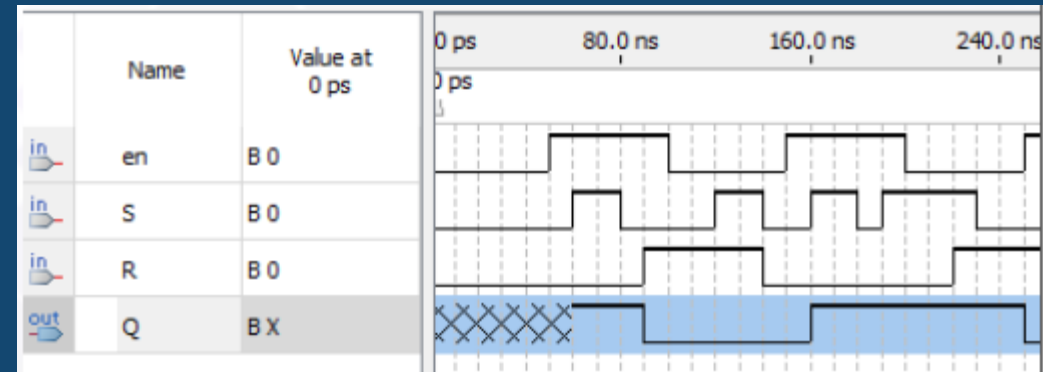 Name
Value at
0 ps
0 ps
80.0 ns
160.0 ns
240.0 ns
0 ps
in
en
B 0
in
S
B 0
in
R
B 0
out
Q
B X